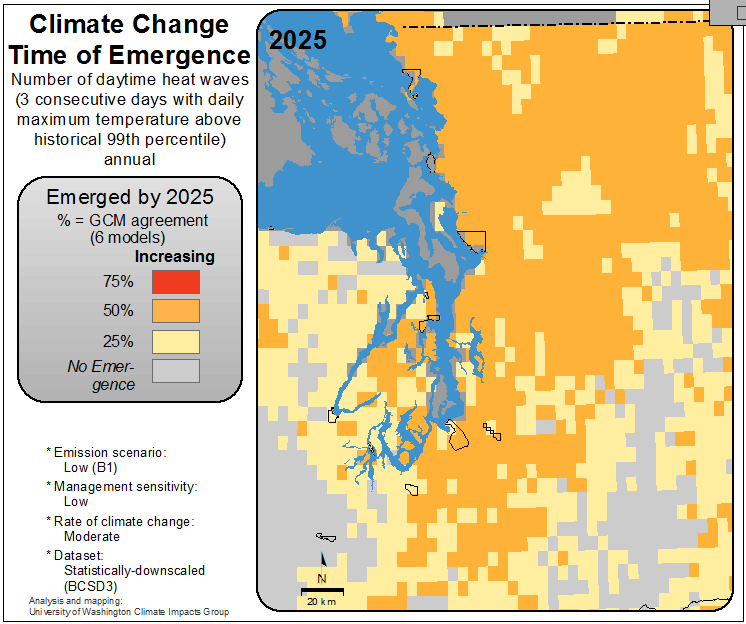 Climate Change
Time of Emergence
Number of daytime heat waves
(3 consecutive days with daily
maximum temperature above
historical 99th percentile)
annual
Emerged by 2025
% = GCM agreement
(6 models)
Increasing
75%
50%
25%
No Emer-
gence
* Emission scenario:
Low (B1)
* Management sensitivity:
Low
* Rate of climate change:
Moderate
* Dataset:
Statistically-downscaled
(BCSD3)
Analysis and mapping:
University of Washington Climate Impacts Group
2025
N
20 km